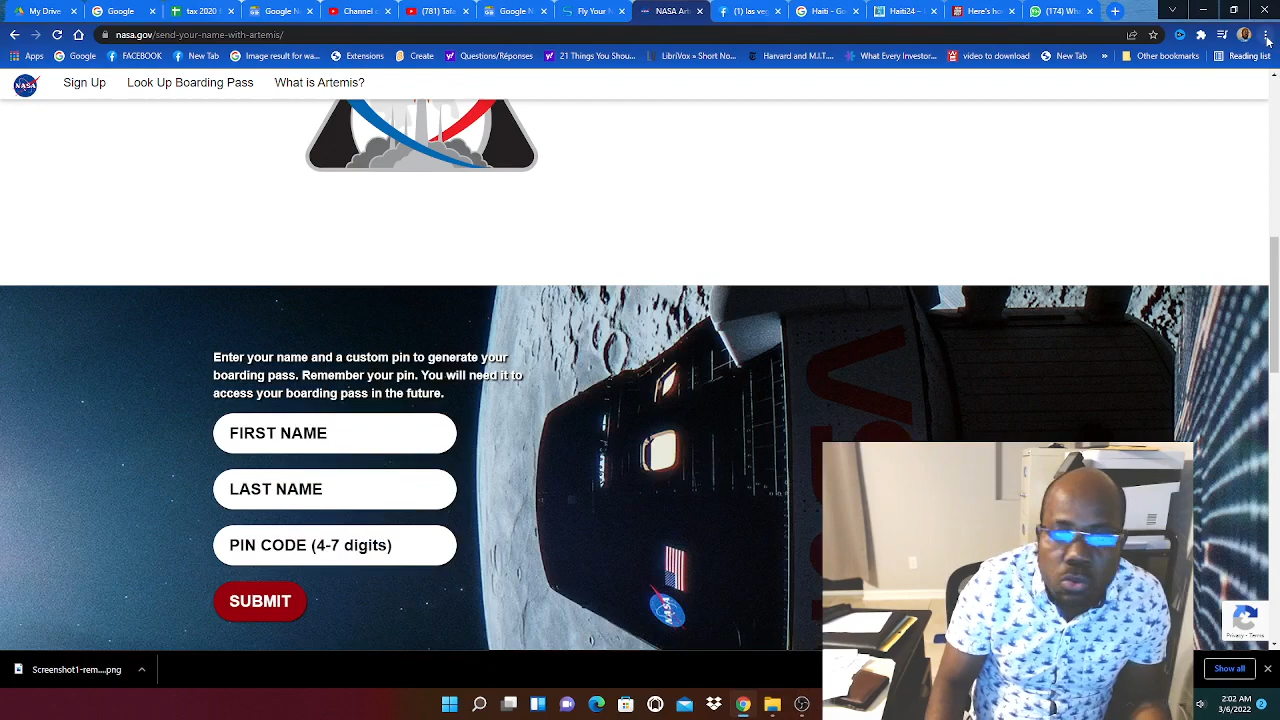 My Drive
Google
tax 2020 f
Google N
Channel c
(781) Tafa
Google N
Fly Your N
NASA Art
(1) las veg
Google
Haiti24 –
Here's ho
(174) Wh
nasa.gov/send-your-name-with-artemis/
Apps
Google
FACEBOOK
New Tab
Image result for wa...
Extensions
Create
Questions/Réponses
21 Things You Shou...
LibriVox » Short No...
Harvard and M.I.T....
What Every Investor...
video to download
New Tab
Other bookmarks
Reading list
NASA
Sign Up
Look Up Boarding Pass
What is Artemis?
Enter your name and a custom pin to generate your
boarding pass. Remember your pin. You will need it to
access your boarding pass in the future.
FIRST NAME
LAST NAME
PIN CODE (4-7 digits)
SUBMIT
Privacy - Terms
Screenshot1-rem....png
Show all
2:02 AM
3/6/2022
2